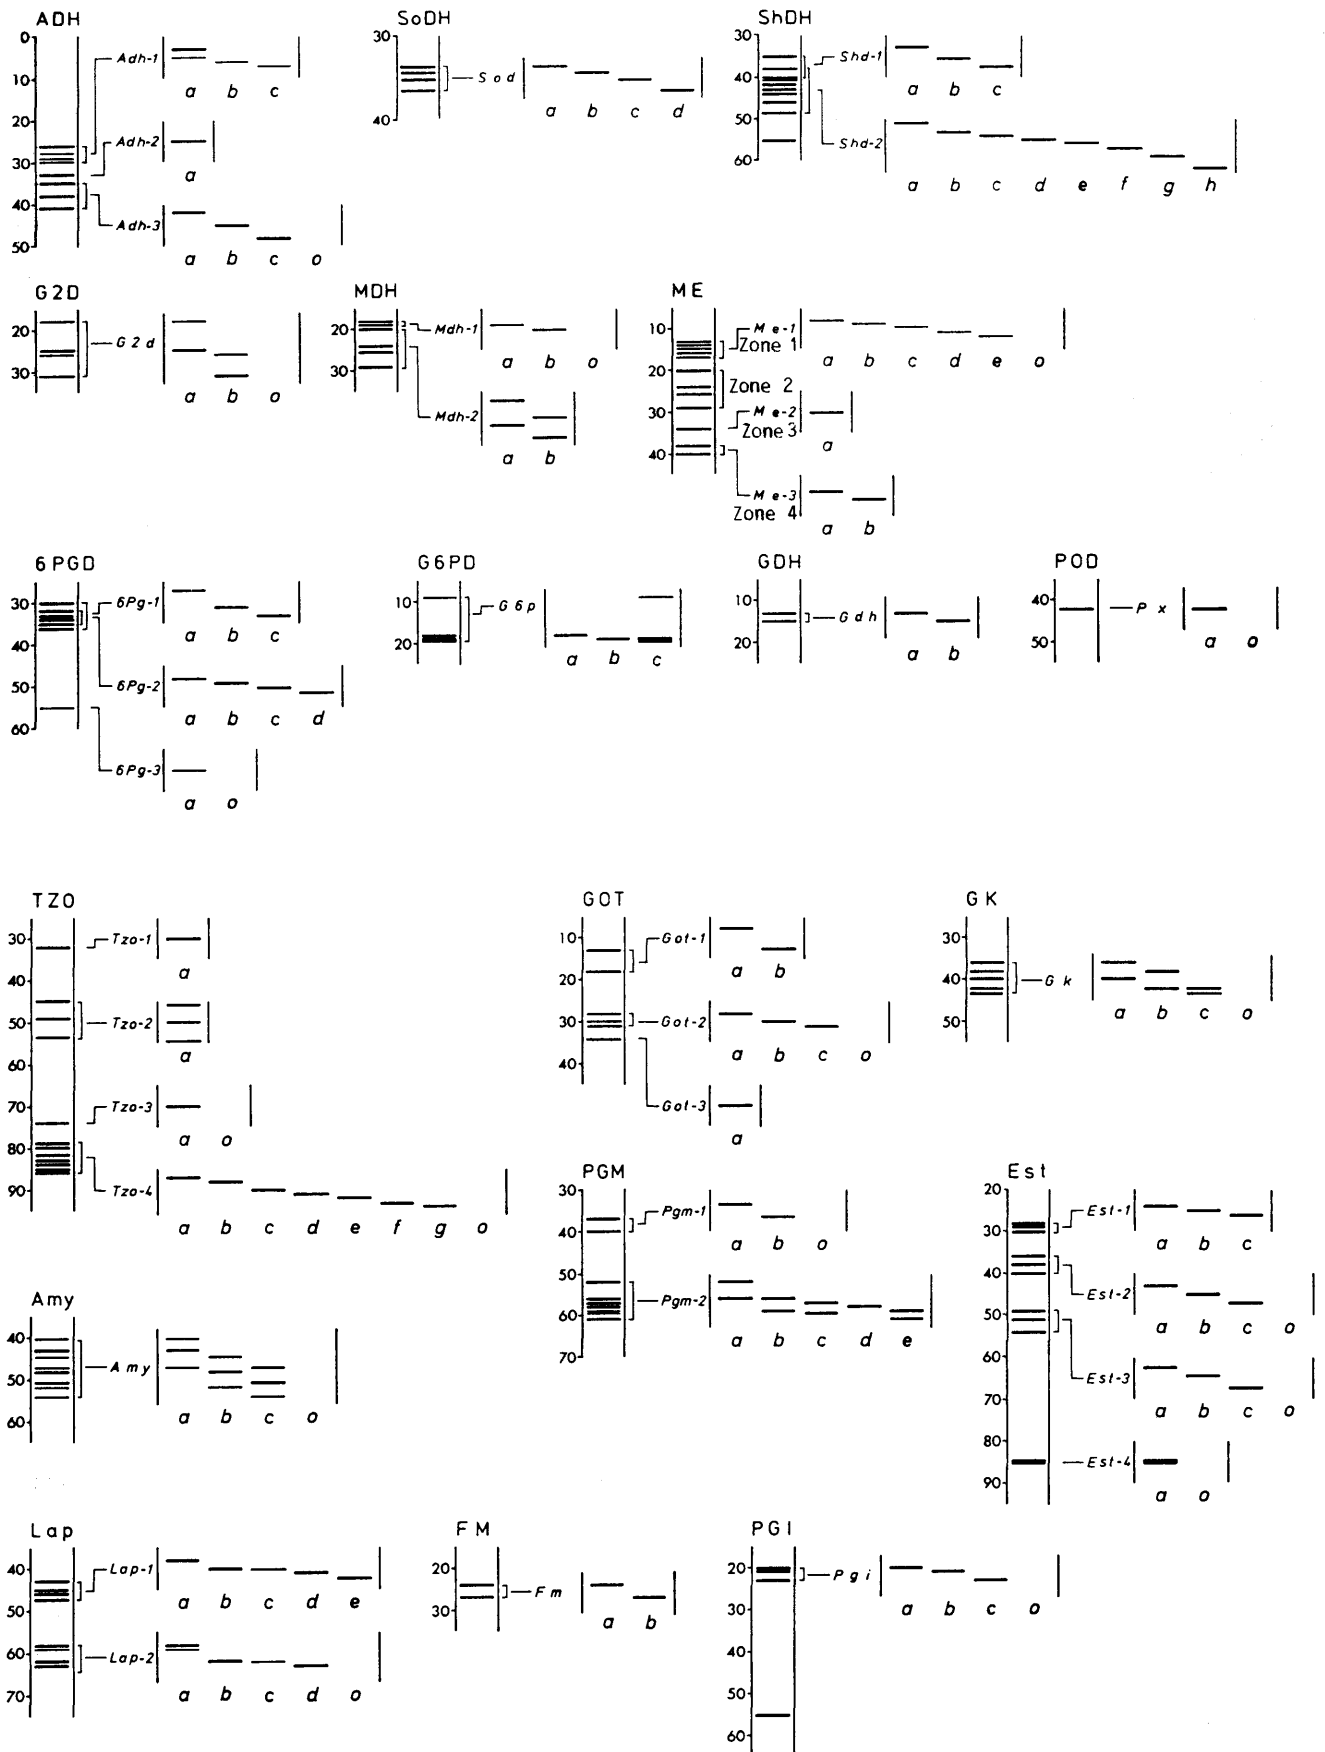 ADH
0
10
20
30
40
50
Adh-1
a b c
Adh-2
a
Adh-3
a b c o
SoDH
30
40
Sod
a b c d
ShDH
30
40
50
60
Shd-1
a b c
Shd-2
a b c d e f g h
G2D
20
30
G2d
a b o
MDH
20
30
Mdh-1
a b o
Mdh-2
a b
ME
10
20
30
40
Me-1
Zone 1
a b c d e o
Zone 2
Me-2
Zone 3
a
Me-3
Zone 4
a b
6PGD
30
40
50
60
6Pg-1
a b c
6Pg-2
a b c d
6Pg-3
a o
G6PD
10
20
G6p
a b c
GDH
10
20
Gdh
a b
POD
40
50
Px
a o
TZO
30
40
50
60
70
80
90
Tzo-1
a
Tzo-2
a
Tzo-3
a o
Tzo-4
a b c d e f g o
GOT
10
20
30
40
Got-1
a b
Got-2
a b c o
Got-3
a
GK
30
40
50
Gk
a b c o
PGM
30
40
50
60
70
Pgm-1
a b o
Pgm-2
a b c d e
Est
20
30
40
50
60
70
80
90
Est-1
a b c
Est-2
a b c o
Est-3
a b c o
Est-4
a o
Amy
40
50
60
Amy
a b c o
Lap
40
50
60
70
Lap-1
a b c d e
Lap-2
a b c d o
FM
20
30
Fm
a b
PGI
20
30
40
50
60
Pgi
a b c o